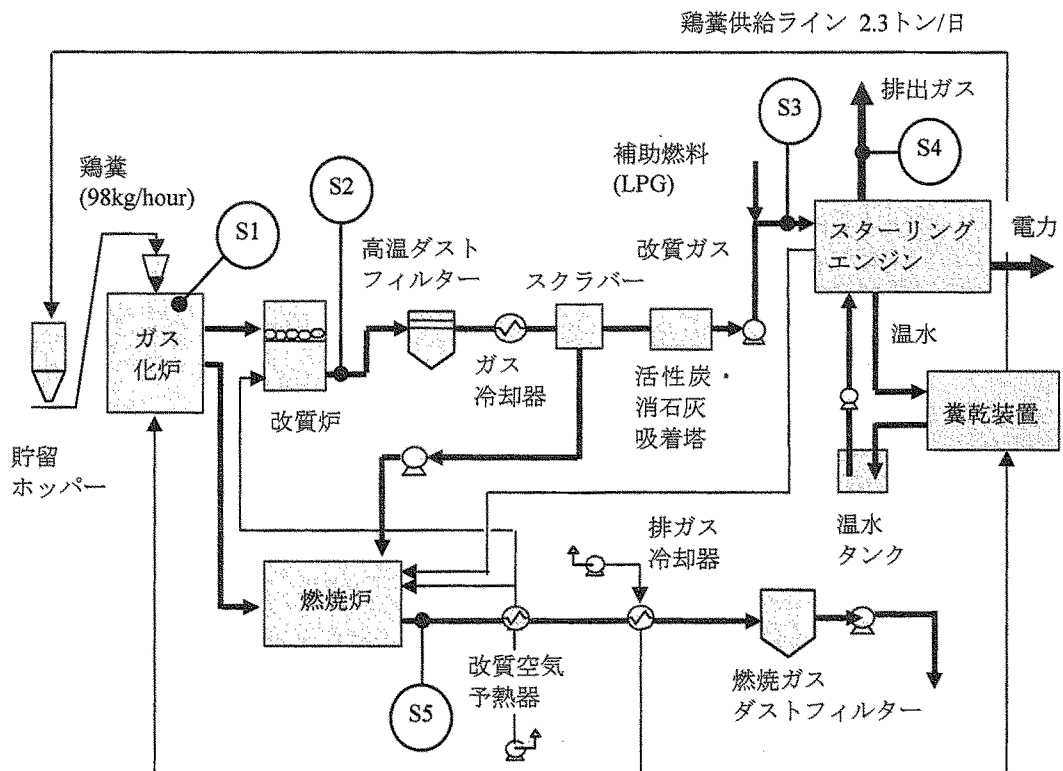 鶏糞供給ライン 2.3トン/日
S3
排出ガス
鶏糞
(98kg/hour)
S2
補助燃料
(LPG)
S4
S1
高温ダスト
フィルター
スクラバー
改質ガス
スターリング
エンジン
電力
ガス
化炉
温水
ガス
冷却器
活性炭・
消石灰
吸着塔
改質炉
糞乾装置
貯留
ホッパー
排ガス
冷却器
温水
タンク
燃焼炉
改質空気
予熱器
燃焼ガス
ダストフィルター
S5